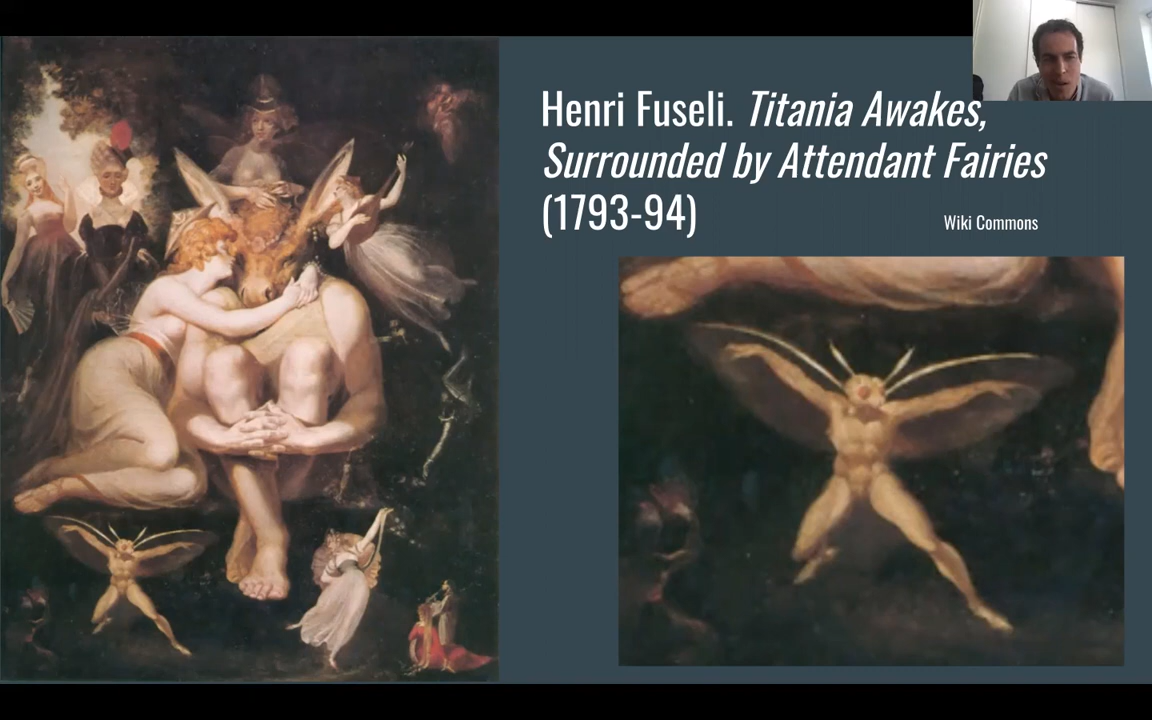 Henri Fuseli. Titania Awakes,
Surrounded by Attendant Fairies
(1793-94)
Wiki Commons